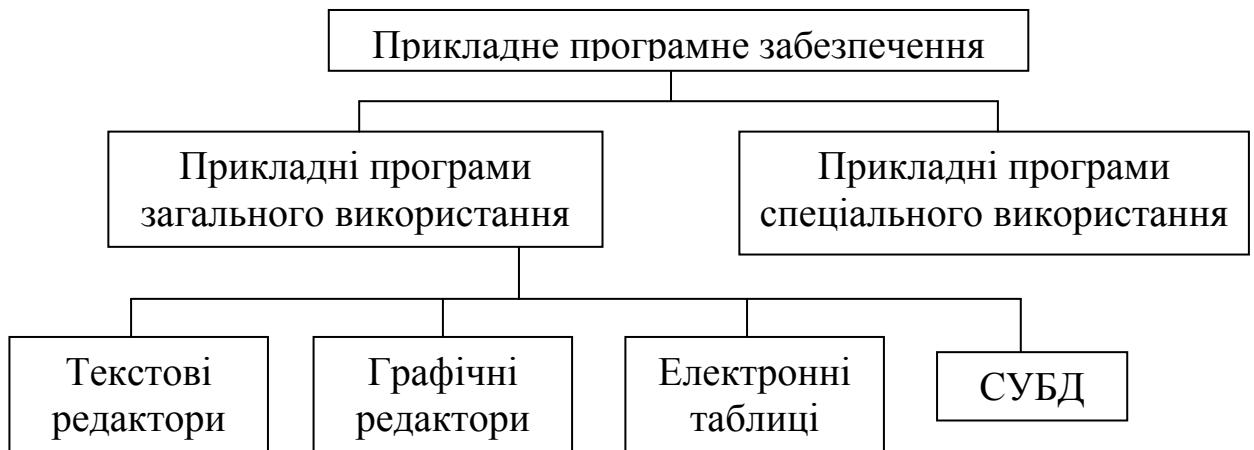 Прикладне програмне забезпечення
Прикладні програми
загального використання
Прикладні програми
спеціального використання
Текстові
редактори
Графічні
редактори
Електронні
таблиці
СУБД